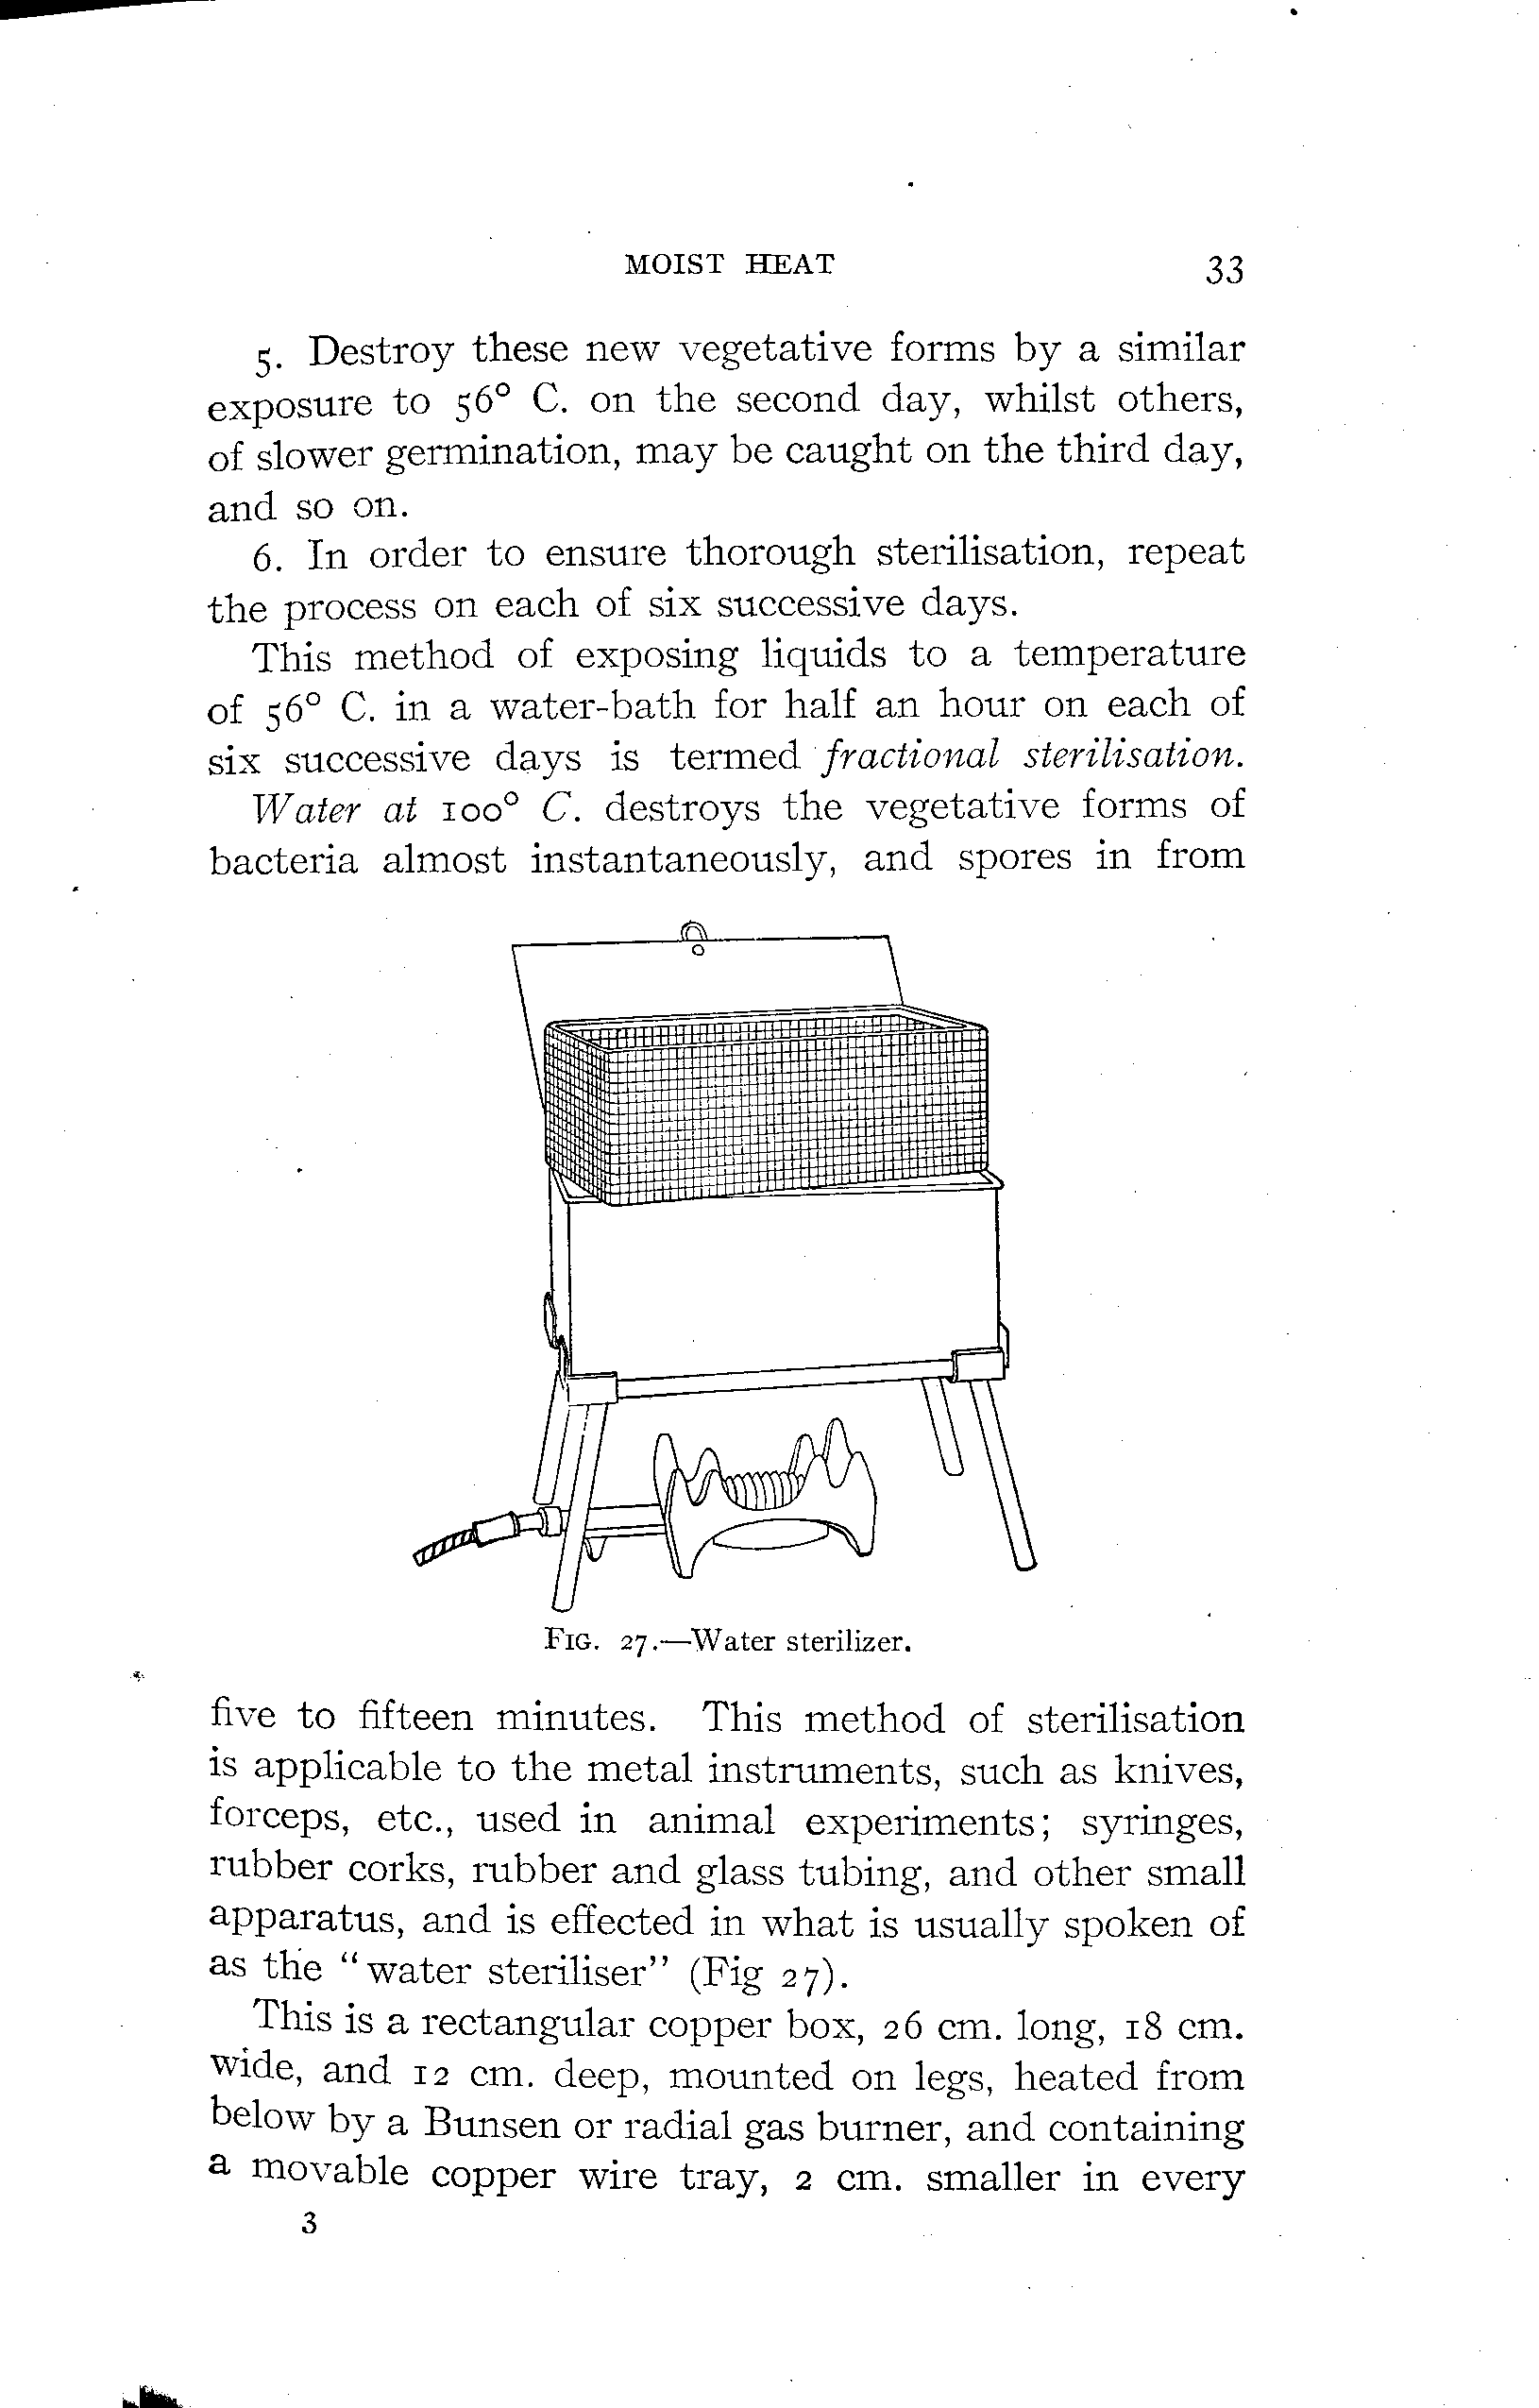 MOIST HEAT 33
5. Destroy these new vegetative forms by a similar
exposure to 56° C. on the second day, whilst others,
of slower germination, may be caught on the third day,
and so on.
6. In order to ensure thorough sterilisation, repeat
the process on each of six successive days.
This method of exposing liquids to a temperature
of 56° C. in a water-bath for half an hour on each of
six successive days is termed fractional sterilisation.
Water at 100° C. destroys the vegetative forms of
bacteria almost instantaneously, and spores in from
FIG. 27.—Water sterilizer.
five to fifteen minutes. This method of sterilisation
is applicable to the metal instruments, such as knives,
forceps, etc., used in animal experiments; syringes,
rubber corks, rubber and glass tubing, and other small
apparatus, and is effected in what is usually spoken of
as the "water steriliser" (Fig 27).
This is a rectangular copper box, 26 cm. long, 18 cm.
wide, and 12 cm. deep, mounted on legs, heated from
below by a Bunsen or radial gas burner, and containing
a movable copper wire tray, 2 cm. smaller in every
3